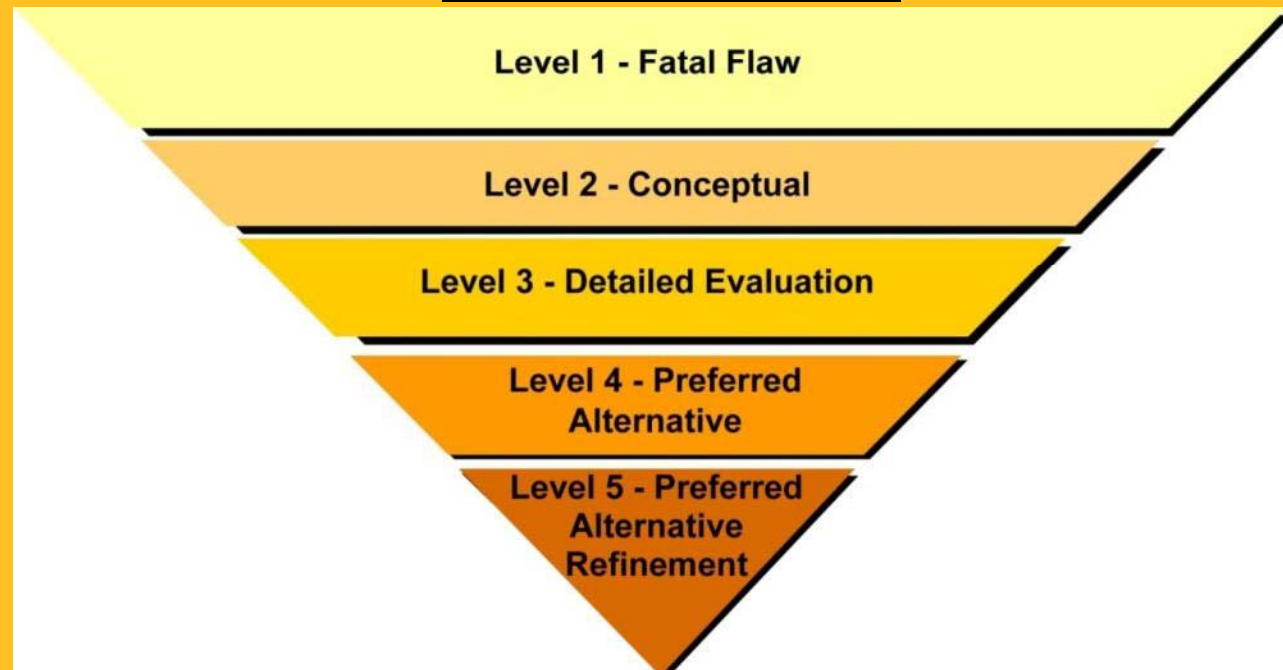 Level 1 - Fatal Flaw
Level 2 - Conceptual
Level 3 - Detailed Evaluation
Level 4 - Preferred
Alternative
Level 5 - Preferred
Alternative
Refinement